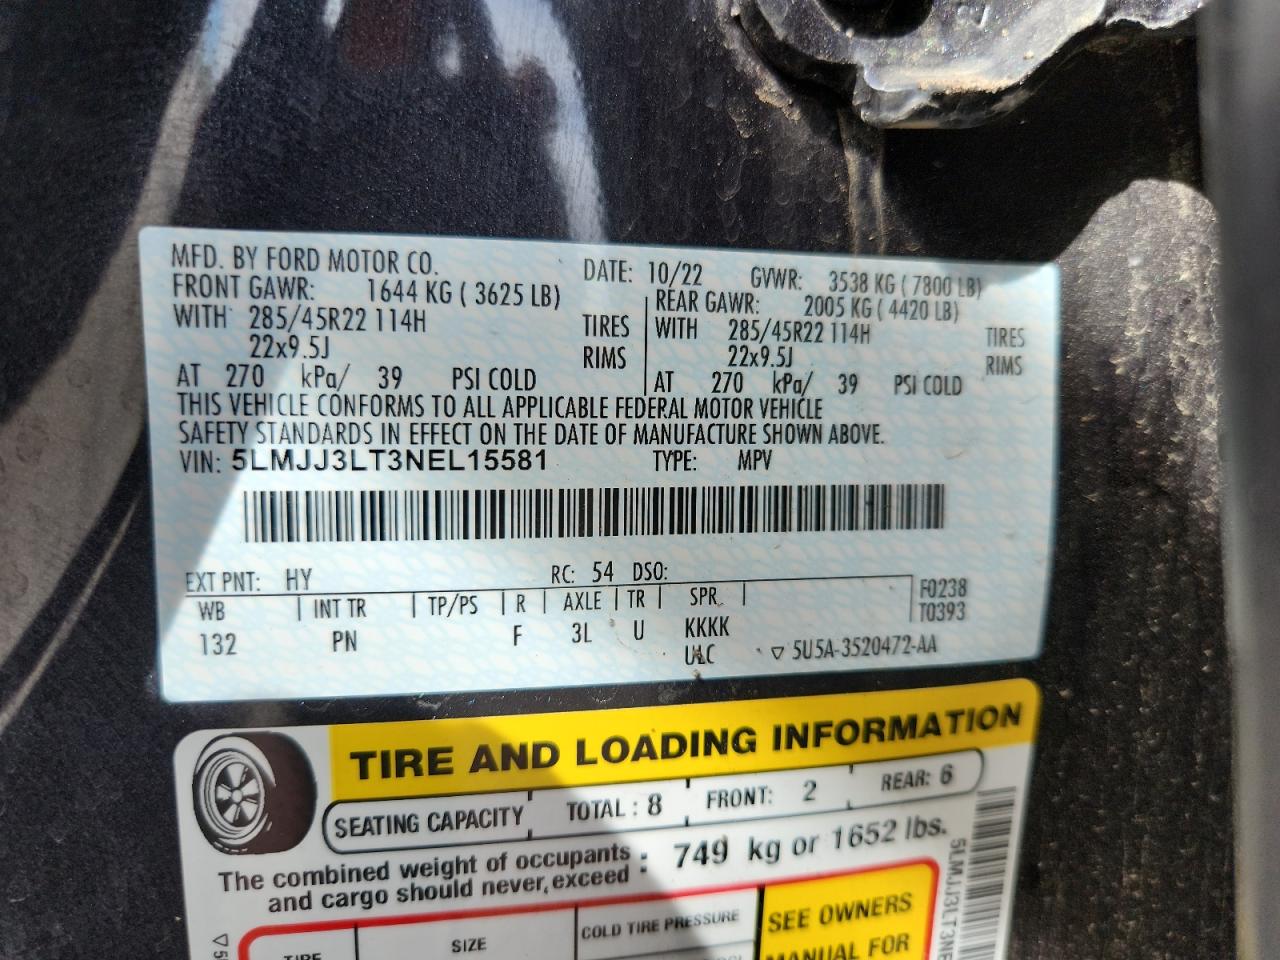 MFD. BY FORD MOTOR CO. DATE: 10/22 GVWR: 3538 KG ( 7800 LB)
FRONT GAWR: 1644 KG ( 3625 LB) REAR GAWR: 2005 KG ( 4420 LB)
WITH 285/45R22 114H TIRES WITH 285/45R22 114H TIRES
22x9.5J RIMS 22x9.5J RIMS
AT 270 kPa/ 39 PSI COLD AT 270 kPa/ 39 PSI COLD
THIS VEHICLE CONFORMS TO ALL APPLICABLE FEDERAL MOTOR VEHICLE
SAFETY STANDARDS IN EFFECT ON THE DATE OF MANUFACTURE SHOWN ABOVE.
VIN: 5LMJJ3LT3NEL15581 TYPE: MPV
EXT PNT: HY RC: 54 DSO:
WB INT TR TP/PS R AXLE TR SPR F0238
T0393
132 PN F 3L U KKKK
5U5A-3520472-AA
TIRE AND LOADING INFORMATION
SEATING CAPACITY TOTAL : 8 FRONT: 2 REAR: 6
The combined weight of occupants : 749 kg or 1652 lbs.
and cargo should never exceed
TIRE SIZE COLD TIRE PRESSURE SEE OWNERS
MANUAL FOR
5LMJJ3LT3NE